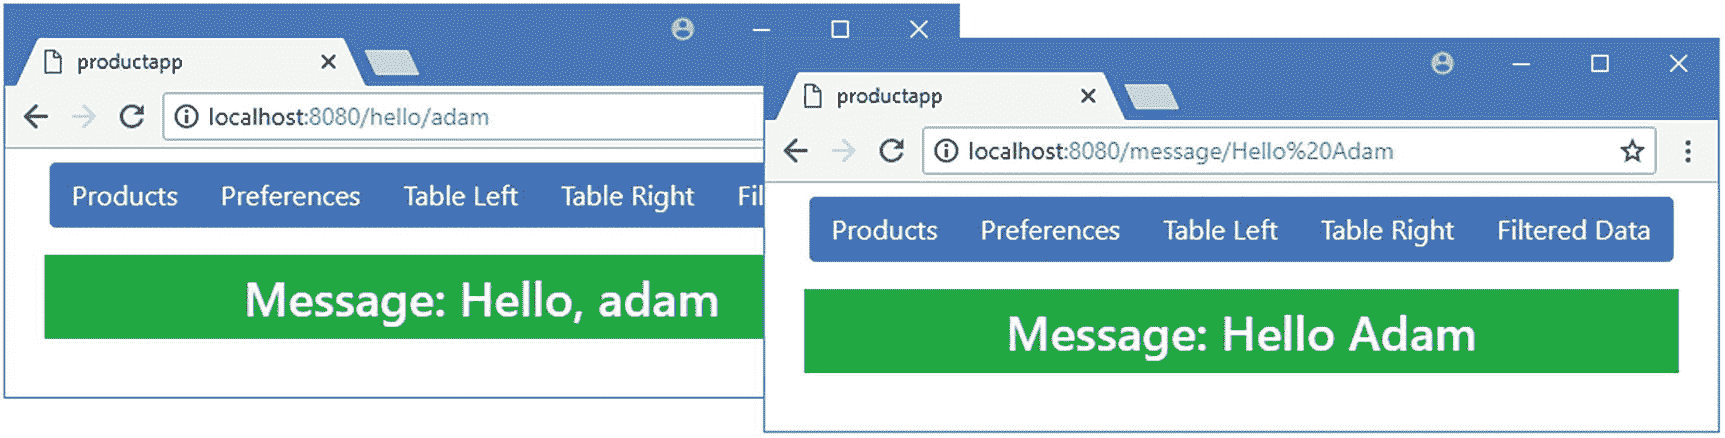 productapp
localhost:8080/hello/adam
Products Preferences Table Left Table Right Fil
Message: Hello, adam
productapp
localhost:8080/message/Hello%20Adam
Products Preferences Table Left Table Right Filtered Data
Message: Hello Adam